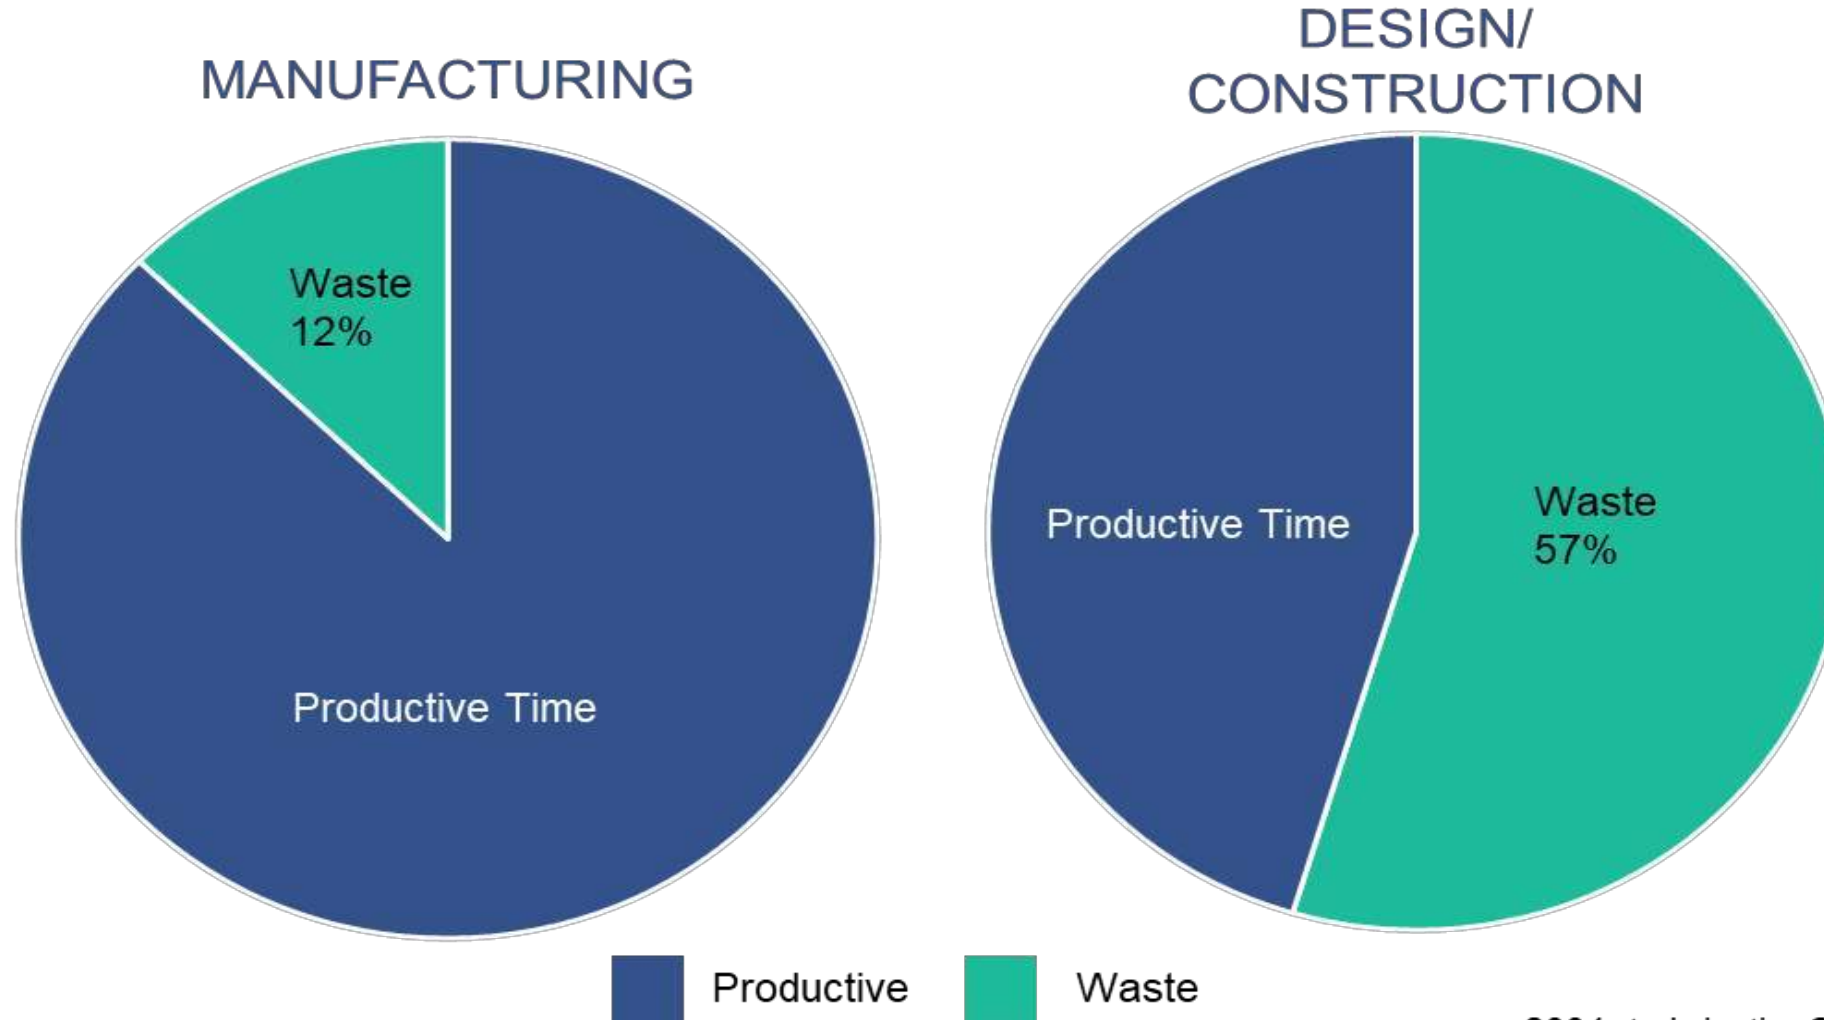 MANUFACTURING
DESIGN/
CONSTRUCTION
Waste
12%
Productive Time
Productive Time
Waste
57%
Productive
Waste